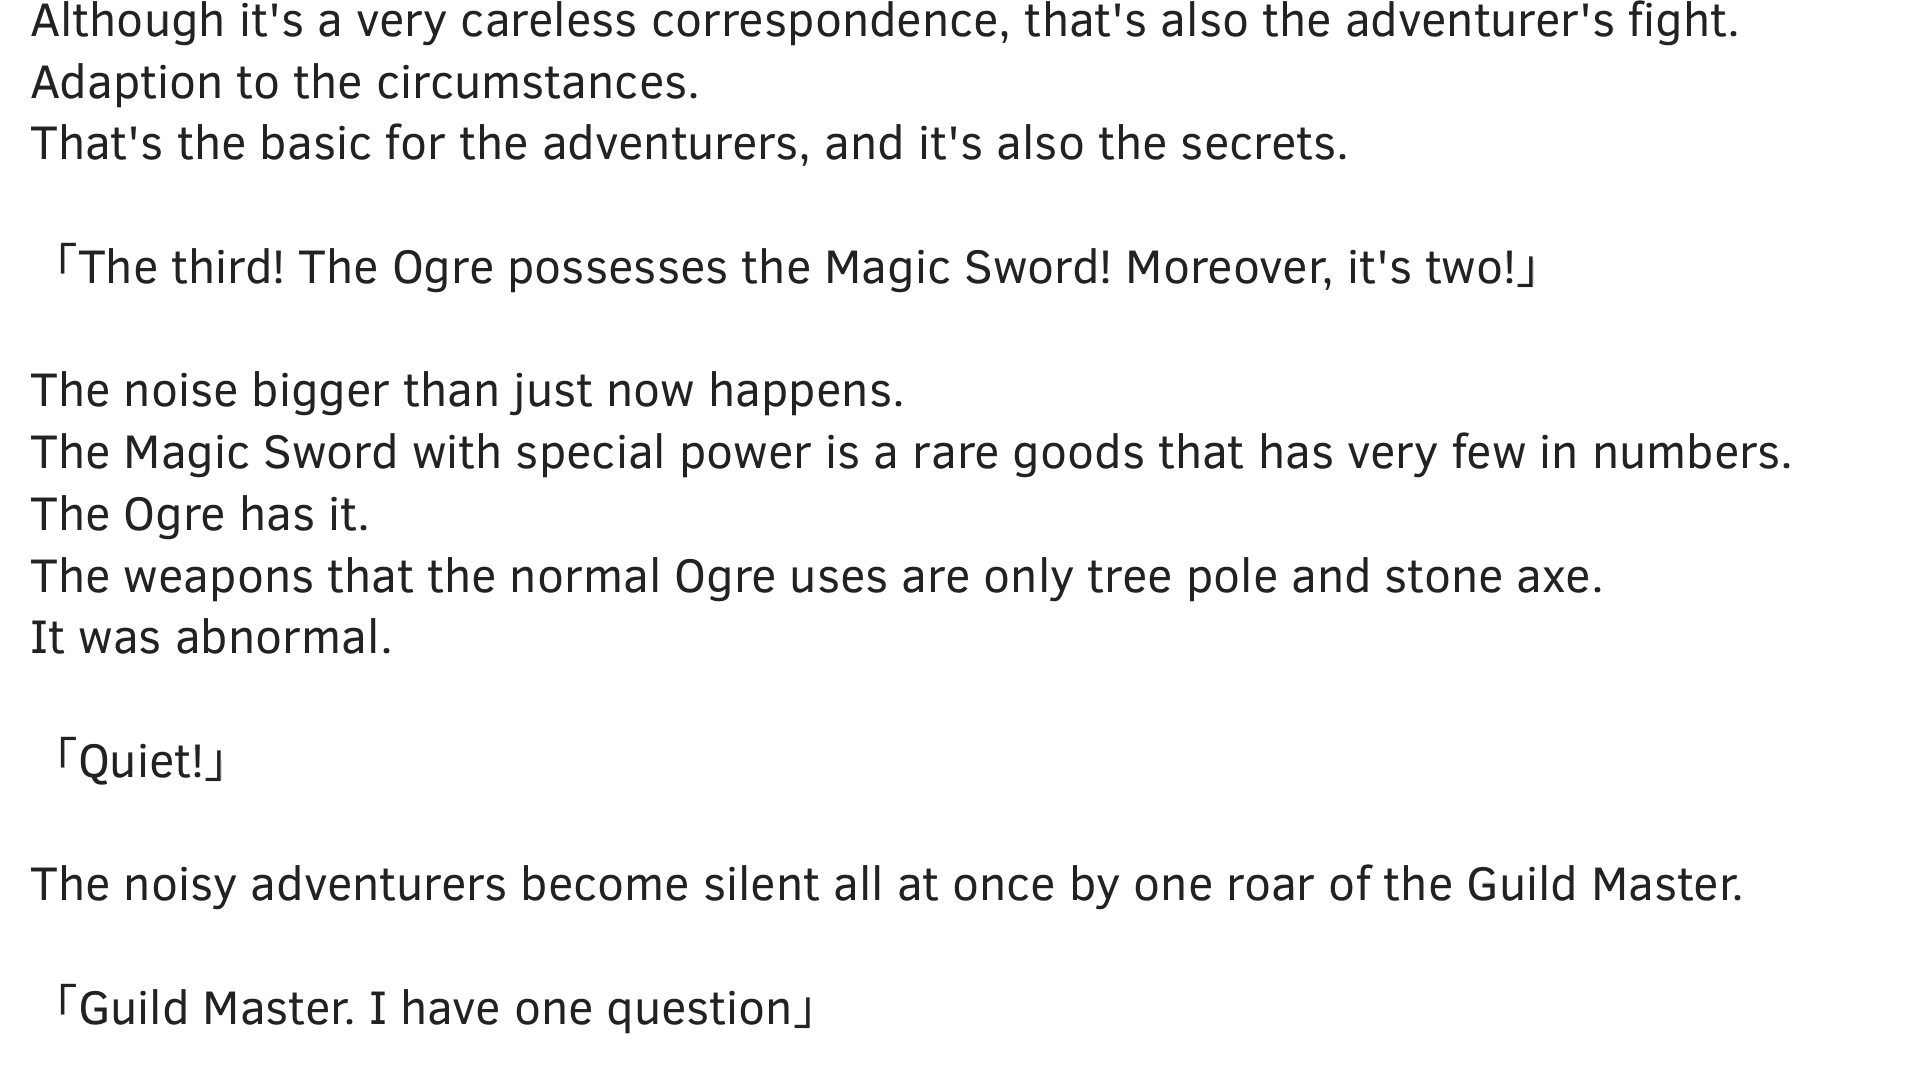 Although it's a very careless correspondence, that's also the adventurer's fight.
Adaption to the circumstances.
That's the basic for the adventurers, and it's also the secrets.
「The third! The Ogre possesses the Magic Sword! Moreover, it's two!」
The noise bigger than just now happens.
The Magic Sword with special power is a rare goods that has very few in numbers.
The Ogre has it.
The weapons that the normal Ogre uses are only tree pole and stone axe.
It was abnormal.
「Quiet!」
The noisy adventurers become silent all at once by one roar of the Guild Master.
「Guild Master. I have one question」